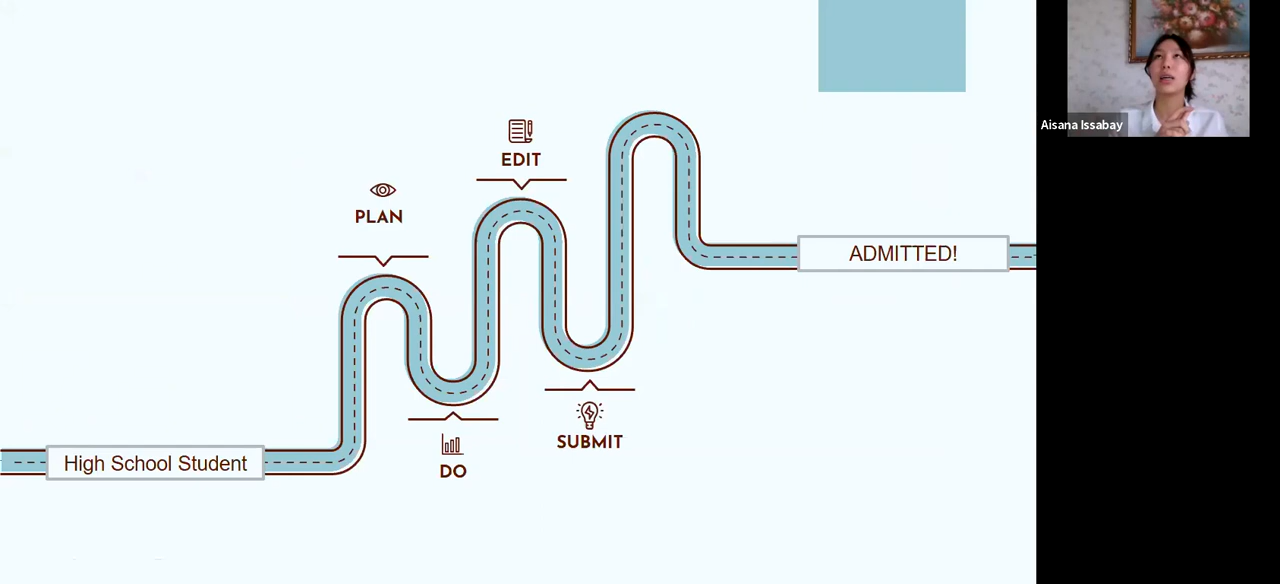 EDIT
PLAN
ADMITTED!
High School Student
DO
SUBMIT
Aisana Issabay